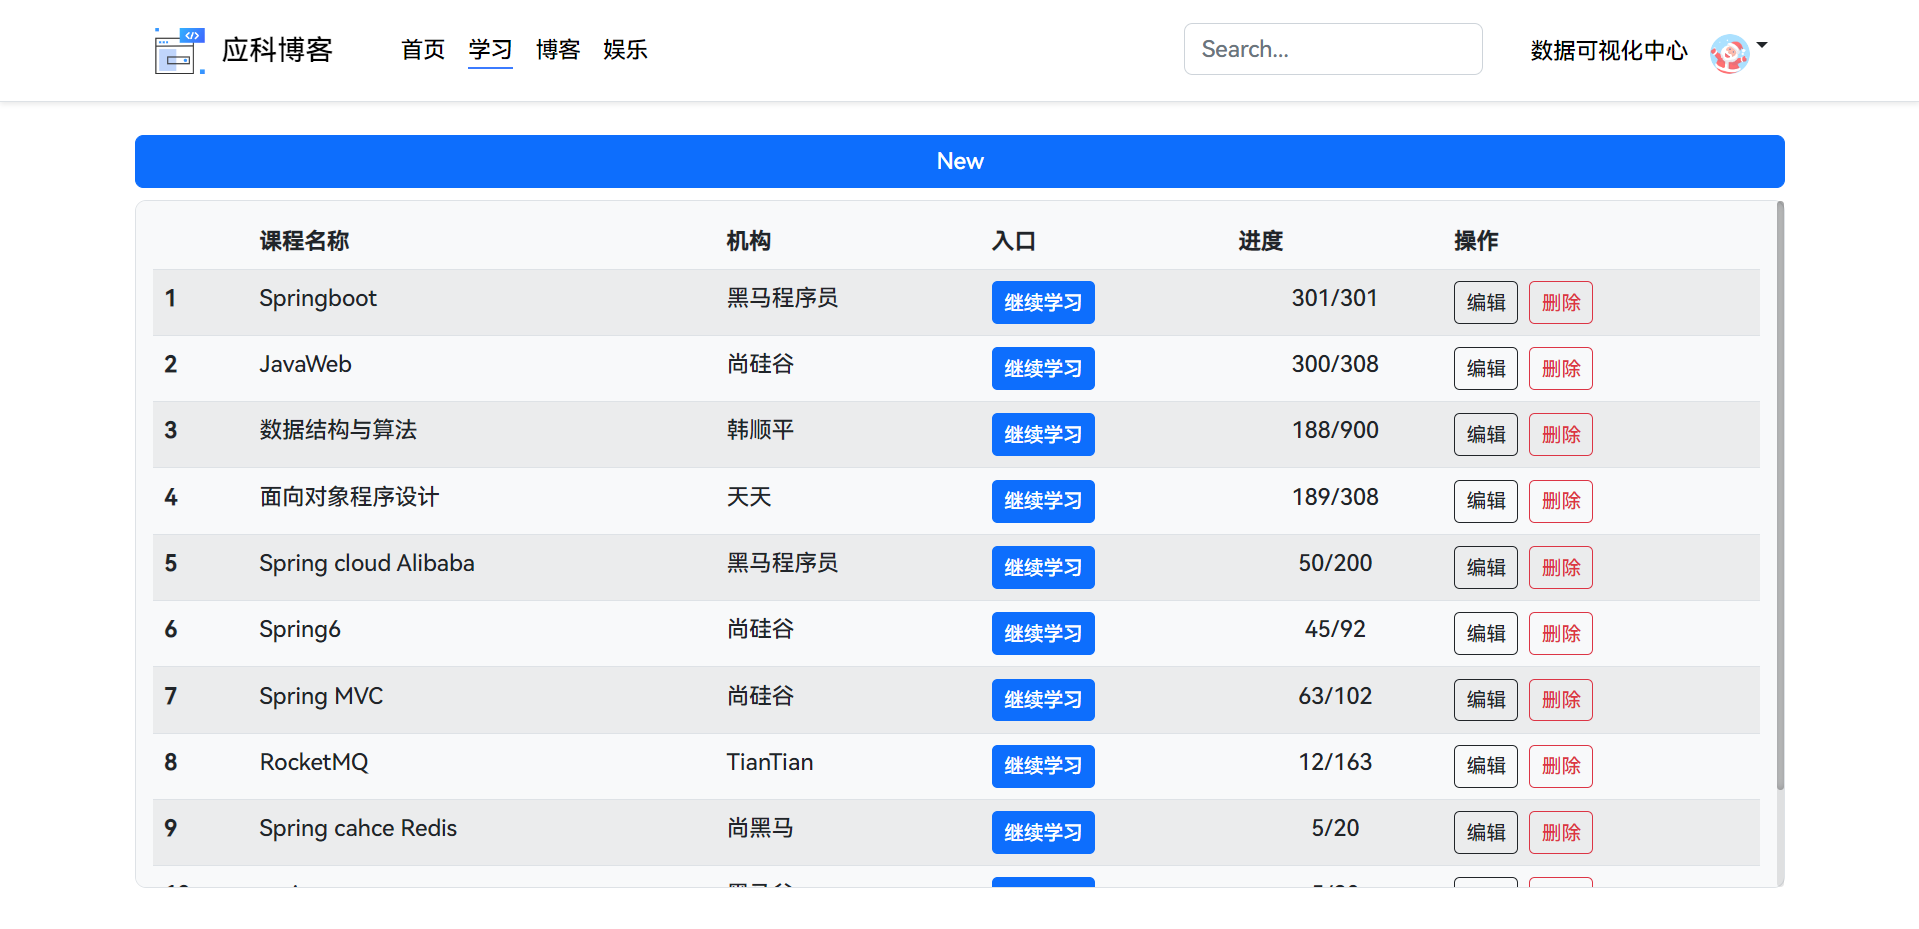 应科博客 首页 学习 博客 娱乐 Search... 数据可视化中心
New
课程名称 机构 入口 进度 操作
1 Springboot 黑马程序员 继续学习 301/301 编辑 删除
2 JavaWeb 尚硅谷 继续学习 300/308 编辑 删除
3 数据结构与算法 韩顺平 继续学习 188/900 编辑 删除
4 面向对象程序设计 天天 继续学习 189/308 编辑 删除
5 Spring cloud Alibaba 黑马程序员 继续学习 50/200 编辑 删除
6 Spring6 尚硅谷 继续学习 45/92 编辑 删除
7 Spring MVC 尚硅谷 继续学习 63/102 编辑 删除
8 RocketMQ TianTian 继续学习 12/163 编辑 删除
9 Spring cahce Redis 尚黑马 继续学习 5/20 编辑 删除